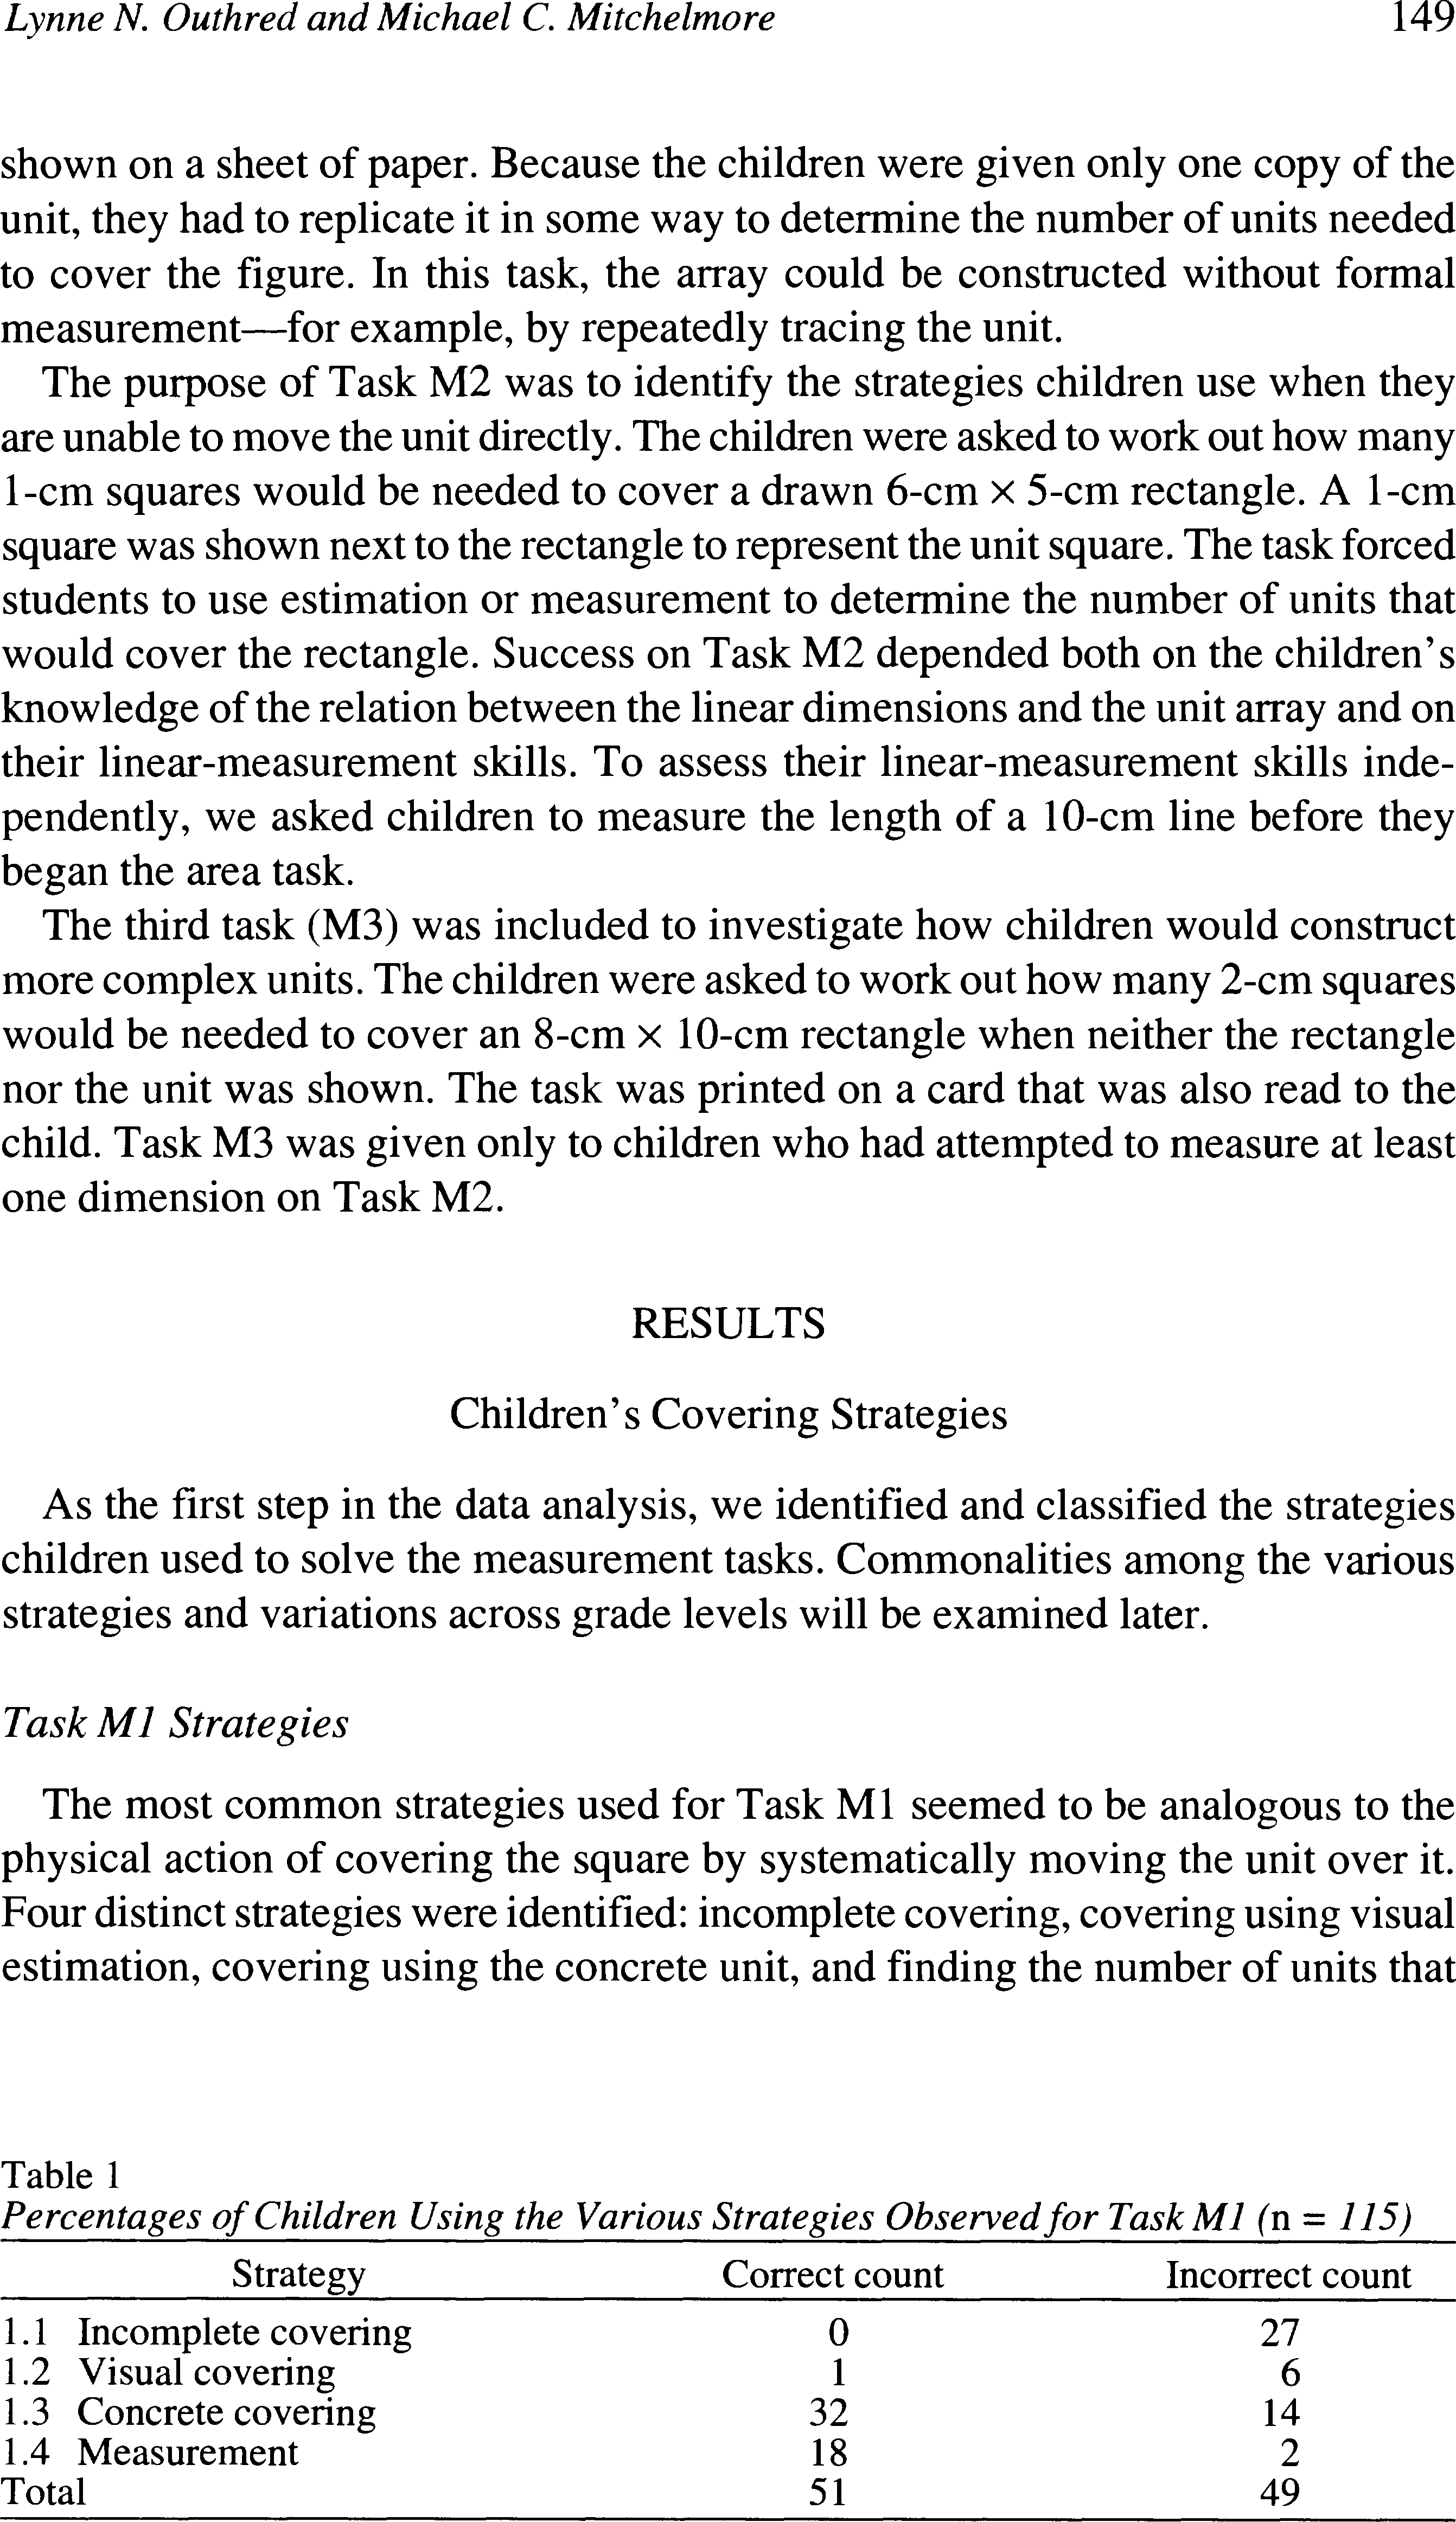 Lynne N. Outhred and Michael C. Mitchelmore 149
shown on a sheet of paper. Because the children were given only one copy of the
unit, they had to replicate it in some way to determine the number of units needed
to cover the figure. In this task, the array could be constructed without formal
measurement—for example, by repeatedly tracing the unit.
The purpose of Task M2 was to identify the strategies children use when they
are unable to move the unit directly. The children were asked to work out how many
1-cm squares would be needed to cover a drawn 6-cm × 5-cm rectangle. A 1-cm
square was shown next to the rectangle to represent the unit square. The task forced
students to use estimation or measurement to determine the number of units that
would cover the rectangle. Success on Task M2 depended both on the children's
knowledge of the relation between the linear dimensions and the unit array and on
their linear-measurement skills. To assess their linear-measurement skills inde-
pendently, we asked children to measure the length of a 10-cm line before they
began the area task.
The third task (M3) was included to investigate how children would construct
more complex units. The children were asked to work out how many 2-cm squares
would be needed to cover an 8-cm × 10-cm rectangle when neither the rectangle
nor the unit was shown. The task was printed on a card that was also read to the
child. Task M3 was given only to children who had attempted to measure at least
one dimension on Task M2.
RESULTS
Children's Covering Strategies
As the first step in the data analysis, we identified and classified the strategies
children used to solve the measurement tasks. Commonalities among the various
strategies and variations across grade levels will be examined later.
Task M1 Strategies
The most common strategies used for Task M1 seemed to be analogous to the
physical action of covering the square by systematically moving the unit over it.
Four distinct strategies were identified: incomplete covering, covering using visual
estimation, covering using the concrete unit, and finding the number of units that
Table 1
Percentages of Children Using the Various Strategies Observed for Task M1 (n = 115)
Strategy Correct count Incorrect count
1.1 Incomplete covering 0 27
1.2 Visual covering 1 6
1.3 Concrete covering 32 14
1.4 Measurement 18 2
Total 51 49